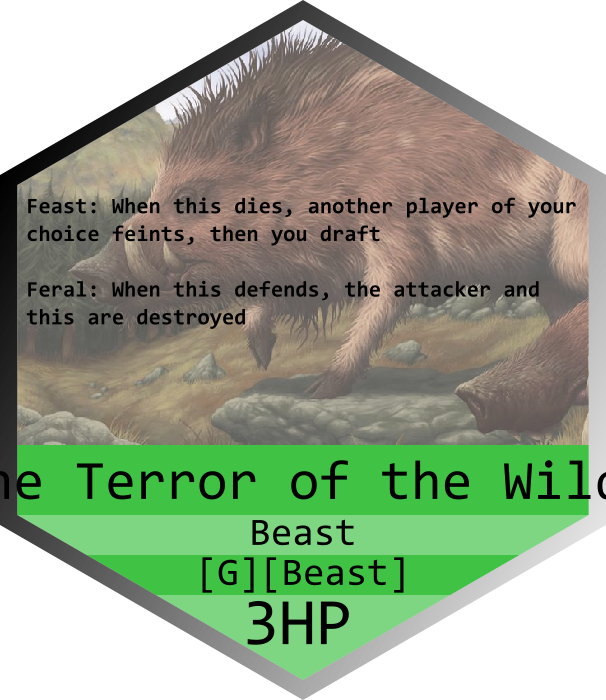 Feast: When this dies, another player of your
choice feints, then you draft
Feral: When this defends, the attacker and
this are destroyed
Terror of the
Beast
[G][Beast]
3HP